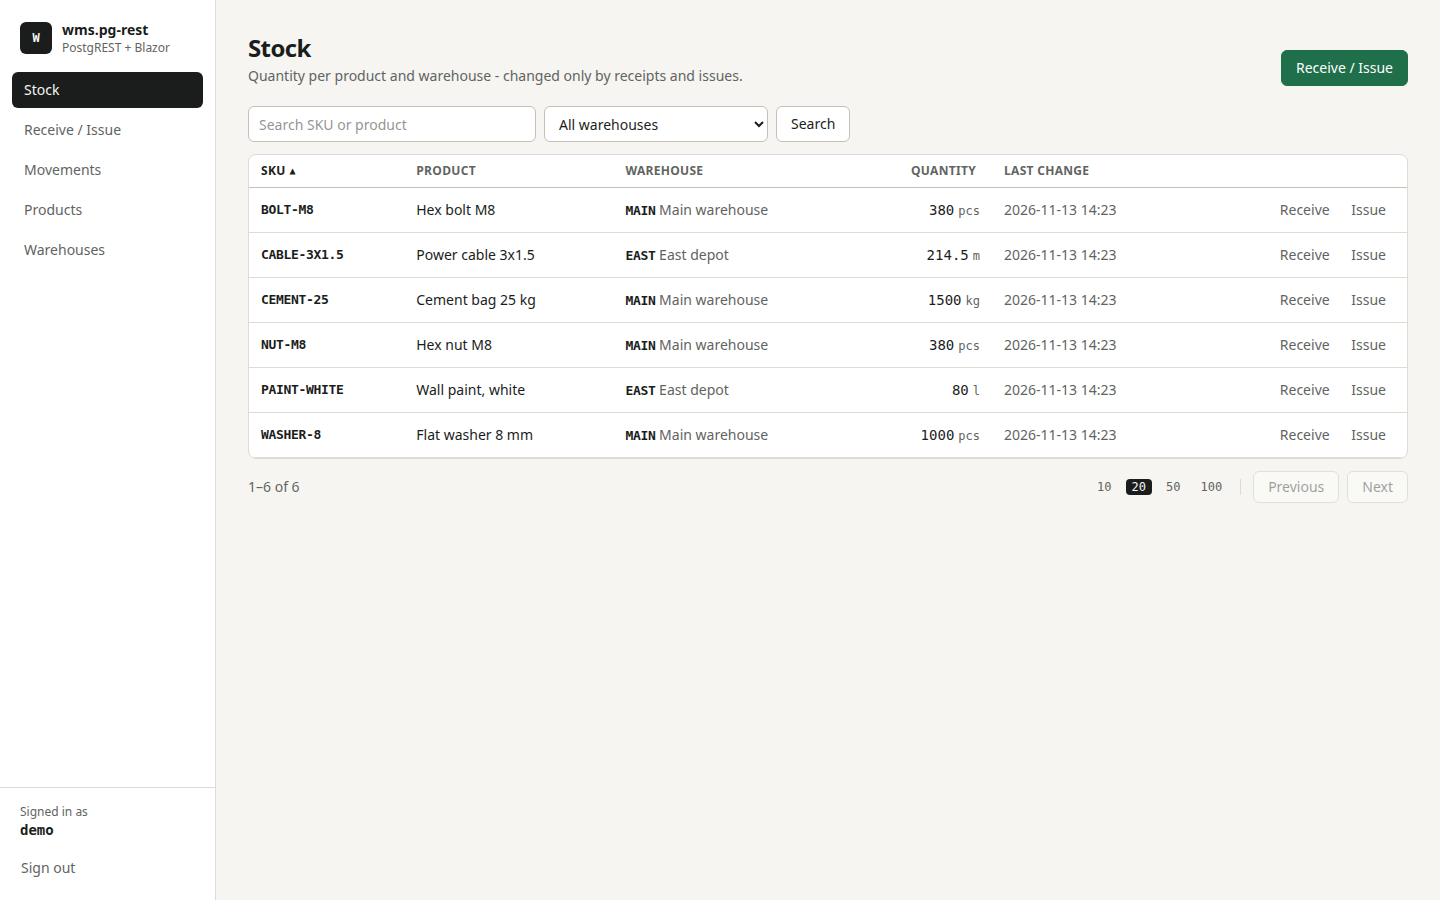 W
wms.pg-rest
PostgREST + Blazor
Stock
Receive / Issue
Movements
Products
Warehouses
Signed in as
demo
Sign out
Stock
Quantity per product and warehouse - changed only by receipts and issues.
Receive / Issue
Search SKU or product All warehouses Search
SKU ▲ PRODUCT WAREHOUSE QUANTITY LAST CHANGE
BOLT-M8 Hex bolt M8 MAIN Main warehouse 380 pcs 2026-11-13 14:23 Receive Issue
CABLE-3X1.5 Power cable 3x1.5 EAST East depot 214.5 m 2026-11-13 14:23 Receive Issue
CEMENT-25 Cement bag 25 kg MAIN Main warehouse 1500 kg 2026-11-13 14:23 Receive Issue
NUT-M8 Hex nut M8 MAIN Main warehouse 380 pcs 2026-11-13 14:23 Receive Issue
PAINT-WHITE Wall paint, white EAST East depot 80 l 2026-11-13 14:23 Receive Issue
WASHER-8 Flat washer 8 mm MAIN Main warehouse 1000 pcs 2026-11-13 14:23 Receive Issue
1–6 of 6 10 20 50 100 Previous Next